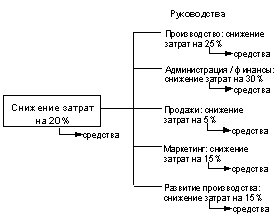 Руководства
Производство: снижение
затрат на 25%
средства
Администрация / финансы:
снижение затрат на 30%
средства
Снижение затрат
на 20%
средства
Продажи: снижение
затрат на 5%
средства
Маркетинг: снижение
затрат на 15%
средства
Развитие производства:
снижение затрат на 15%
средства